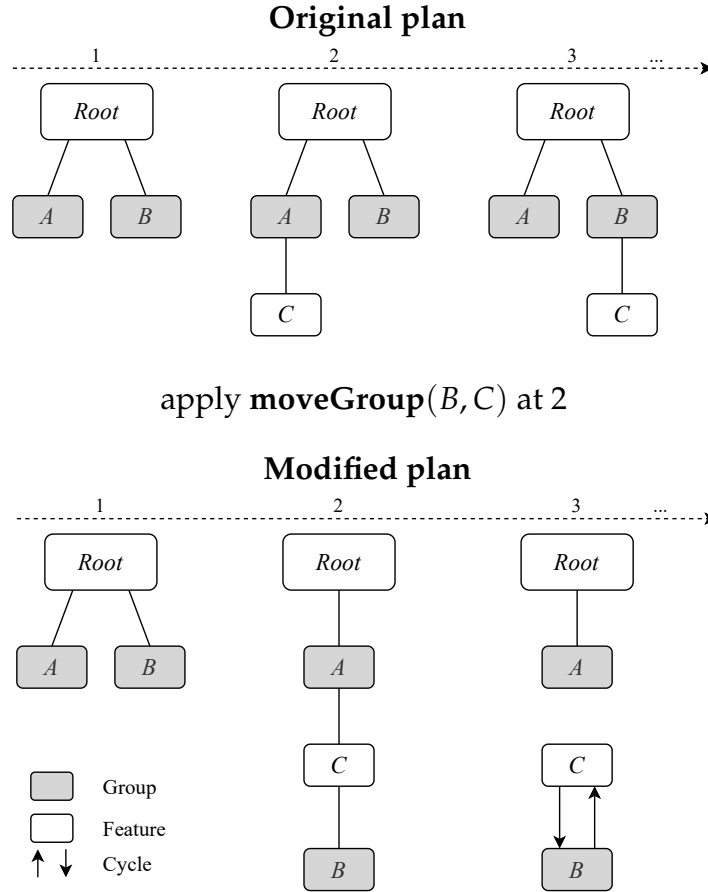 Original plan
1 2 3 ...
Root Root Root
A B A B A B
C C
apply moveGroup(B, C) at 2
Modified plan
1 2 3 ...
Root Root Root
A B A A
C C
Group
Feature
Cycle
B B